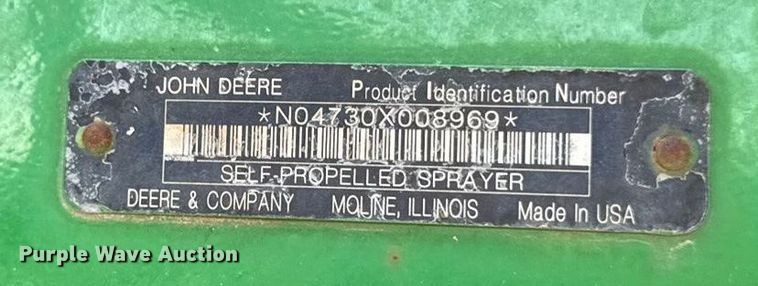 JOHN DEERE Product Identification Number
*N04730X008969*
SELF-PROPELLED SPRAYER
DEERE & COMPANY MOLINE, ILLINOIS Made In USA
Purple Wave Auction